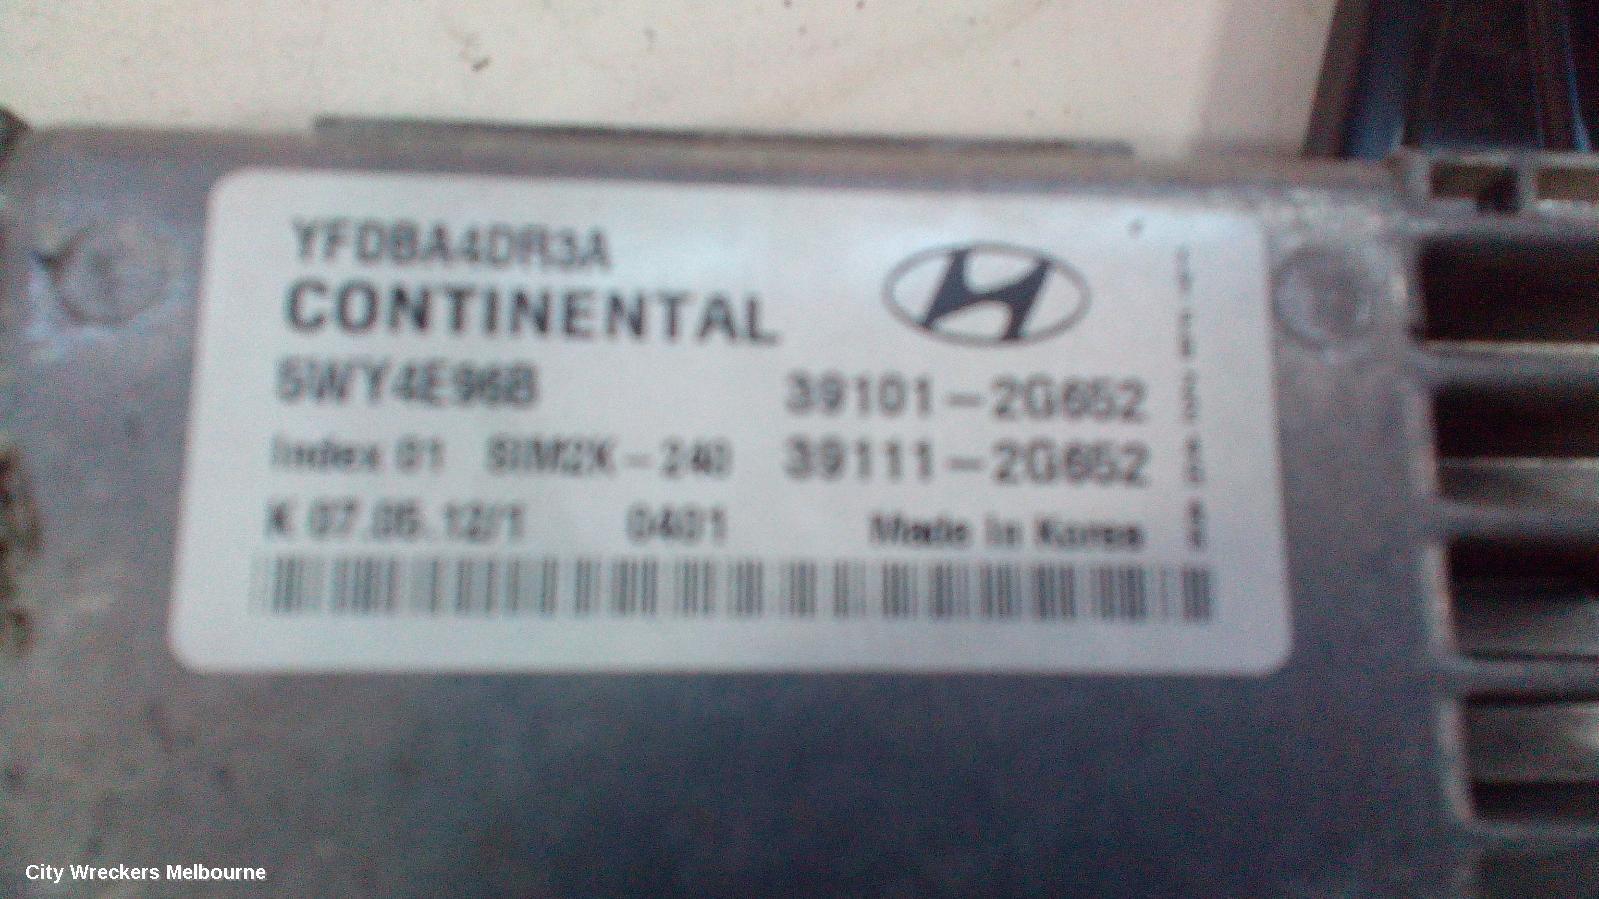 YFDBA4DR3A
CONTINENTAL
5WY4E96B
39101-2G652
Index 01 SIM2K-240
39111-2G652
K 07.05.12/1 0401 Made in Korea
City Wreckers Melbourne